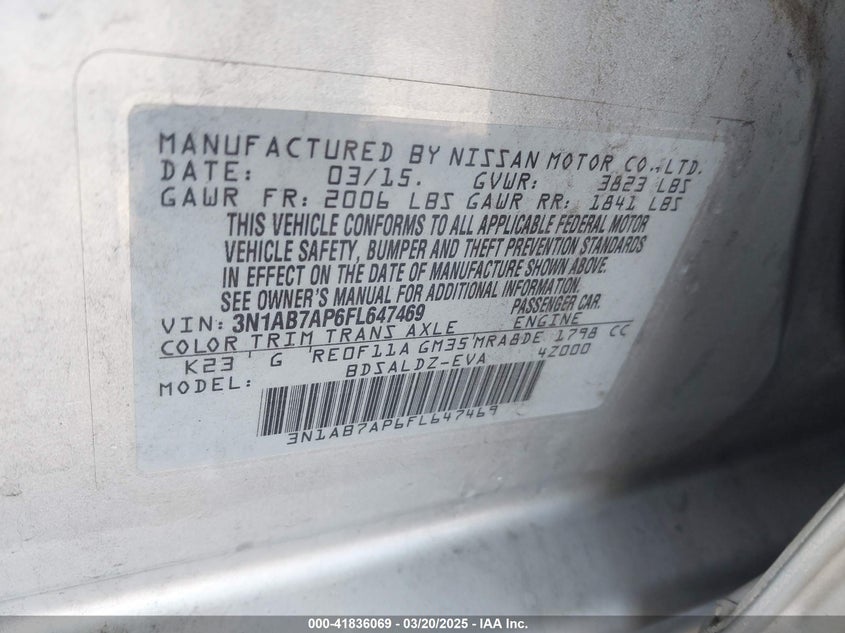 MANUFACTURED BY NISSAN MOTOR CO.,LTD.
DATE: 03/15. GVWR: 3823 LBS
GAWR FR: 2006 LBS GAWR RR: 1841 LBS
THIS VEHICLE CONFORMS TO ALL APPLICABLE FEDERAL MOTOR
VEHICLE SAFETY, BUMPER AND THEFT PREVENTION STANDARDS
IN EFFECT ON THE DATE OF MANUFACTURE SHOWN ABOVE.
SEE OWNER'S MANUAL FOR ADDITIONAL INFORMATION.
VIN: 3N1AB7AP6FL647469 PASSENGER CAR.
COLOR TRIM TRANS AXLE ENGINE
K23 G RE0F11A GM35 MRA8DE 1798 CC
MODEL: BDSALDZ-EVA 4Z000
3N1AB7AP6FL647469
000-41836069 - 03/20/2025 - IAA Inc.